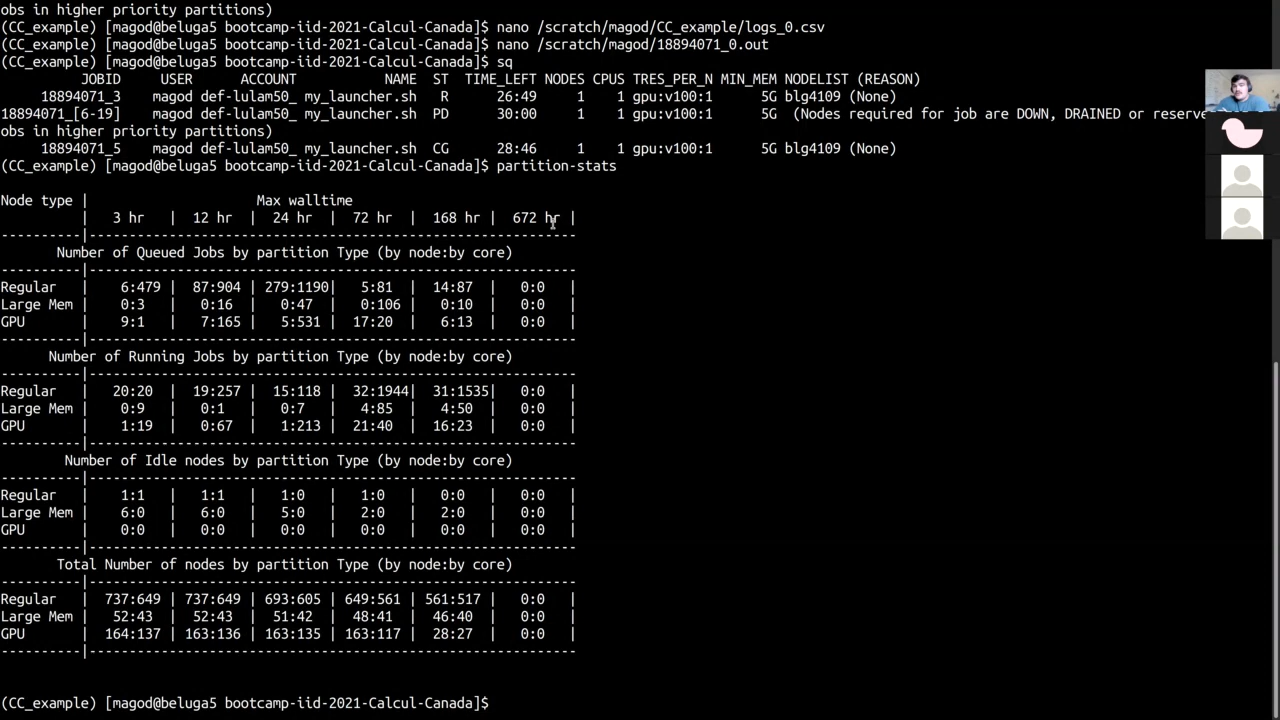 obs in higher priority partitions)
(CC_example) [magod@beluga5 bootcamp-iid-2021-Calcul-Canada]$ nano /scratch/magod/CC_example/logs_0.csv
(CC_example) [magod@beluga5 bootcamp-iid-2021-Calcul-Canada]$ nano /scratch/magod/18894071_0.out
(CC_example) [magod@beluga5 bootcamp-iid-2021-Calcul-Canada]$ sq
JOBID USER ACCOUNT NAME ST TIME_LEFT NODES CPUS TRES_PER_N MIN_MEM NODELIST (REASON)
18894071_3 magod def-lulam50_ my_launcher.sh R 26:49 1 1 gpu:v100:1 5G blg4109 (None)
18894071_[6-19] magod def-lulam50_ my_launcher.sh PD 30:00 1 1 gpu:v100:1 5G (Nodes required for job are DOWN, DRAINED or reserve
obs in higher priority partitions)
18894071_5 magod def-lulam50_ my_launcher.sh CG 28:46 1 1 gpu:v100:1 5G blg4109 (None)
(CC_example) [magod@beluga5 bootcamp-iid-2021-Calcul-Canada]$ partition-stats
Node type | Max walltime
| 3 hr | 12 hr | 24 hr | 72 hr | 168 hr | 672 hr |
----------|-------------------------------------------------------------
Number of Queued Jobs by partition Type (by node:by core)
----------|-------------------------------------------------------------
Regular | 6:479 | 87:904 | 279:1190| 5:81 | 14:87 | 0:0 |
Large Mem | 0:3 | 0:16 | 0:47 | 0:106 | 0:10 | 0:0 |
GPU | 9:1 | 7:165 | 5:531 | 17:20 | 6:13 | 0:0 |
----------|-------------------------------------------------------------
Number of Running Jobs by partition Type (by node:by core)
----------|-------------------------------------------------------------
Regular | 20:20 | 19:257 | 15:118 | 32:1944| 31:1535| 0:0 |
Large Mem | 0:9 | 0:1 | 0:7 | 4:85 | 4:50 | 0:0 |
GPU | 1:19 | 0:67 | 1:213 | 21:40 | 16:23 | 0:0 |
----------|-------------------------------------------------------------
Number of Idle nodes by partition Type (by node:by core)
----------|-------------------------------------------------------------
Regular | 1:1 | 1:1 | 1:0 | 1:0 | 0:0 | 0:0 |
Large Mem | 6:0 | 6:0 | 5:0 | 2:0 | 2:0 | 0:0 |
GPU | 0:0 | 0:0 | 0:0 | 0:0 | 0:0 | 0:0 |
----------|-------------------------------------------------------------
Total Number of nodes by partition Type (by node:by core)
----------|-------------------------------------------------------------
Regular | 737:649 | 737:649 | 693:605 | 649:561 | 561:517 | 0:0 |
Large Mem | 52:43 | 52:43 | 51:42 | 48:41 | 46:40 | 0:0 |
GPU | 164:137 | 163:136 | 163:135 | 163:117 | 28:27 | 0:0 |
----------|-------------------------------------------------------------
(CC_example) [magod@beluga5 bootcamp-iid-2021-Calcul-Canada]$